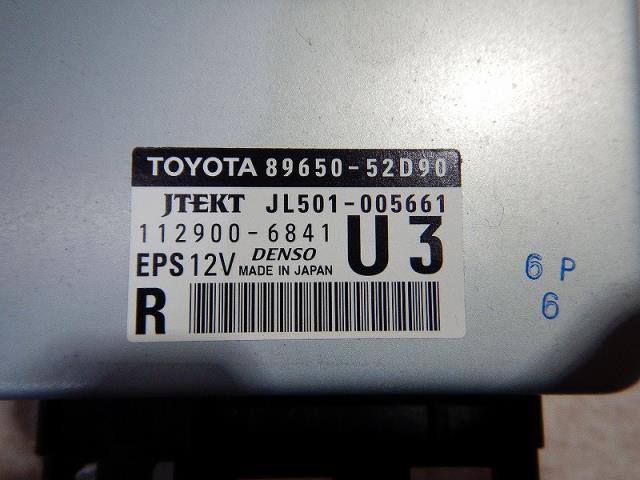 TOYOTA 89650-52D90
JTEKT JL501-005661
112900-6841 U3
EPS 12V DENSO MADE IN JAPAN
R
6 P
6